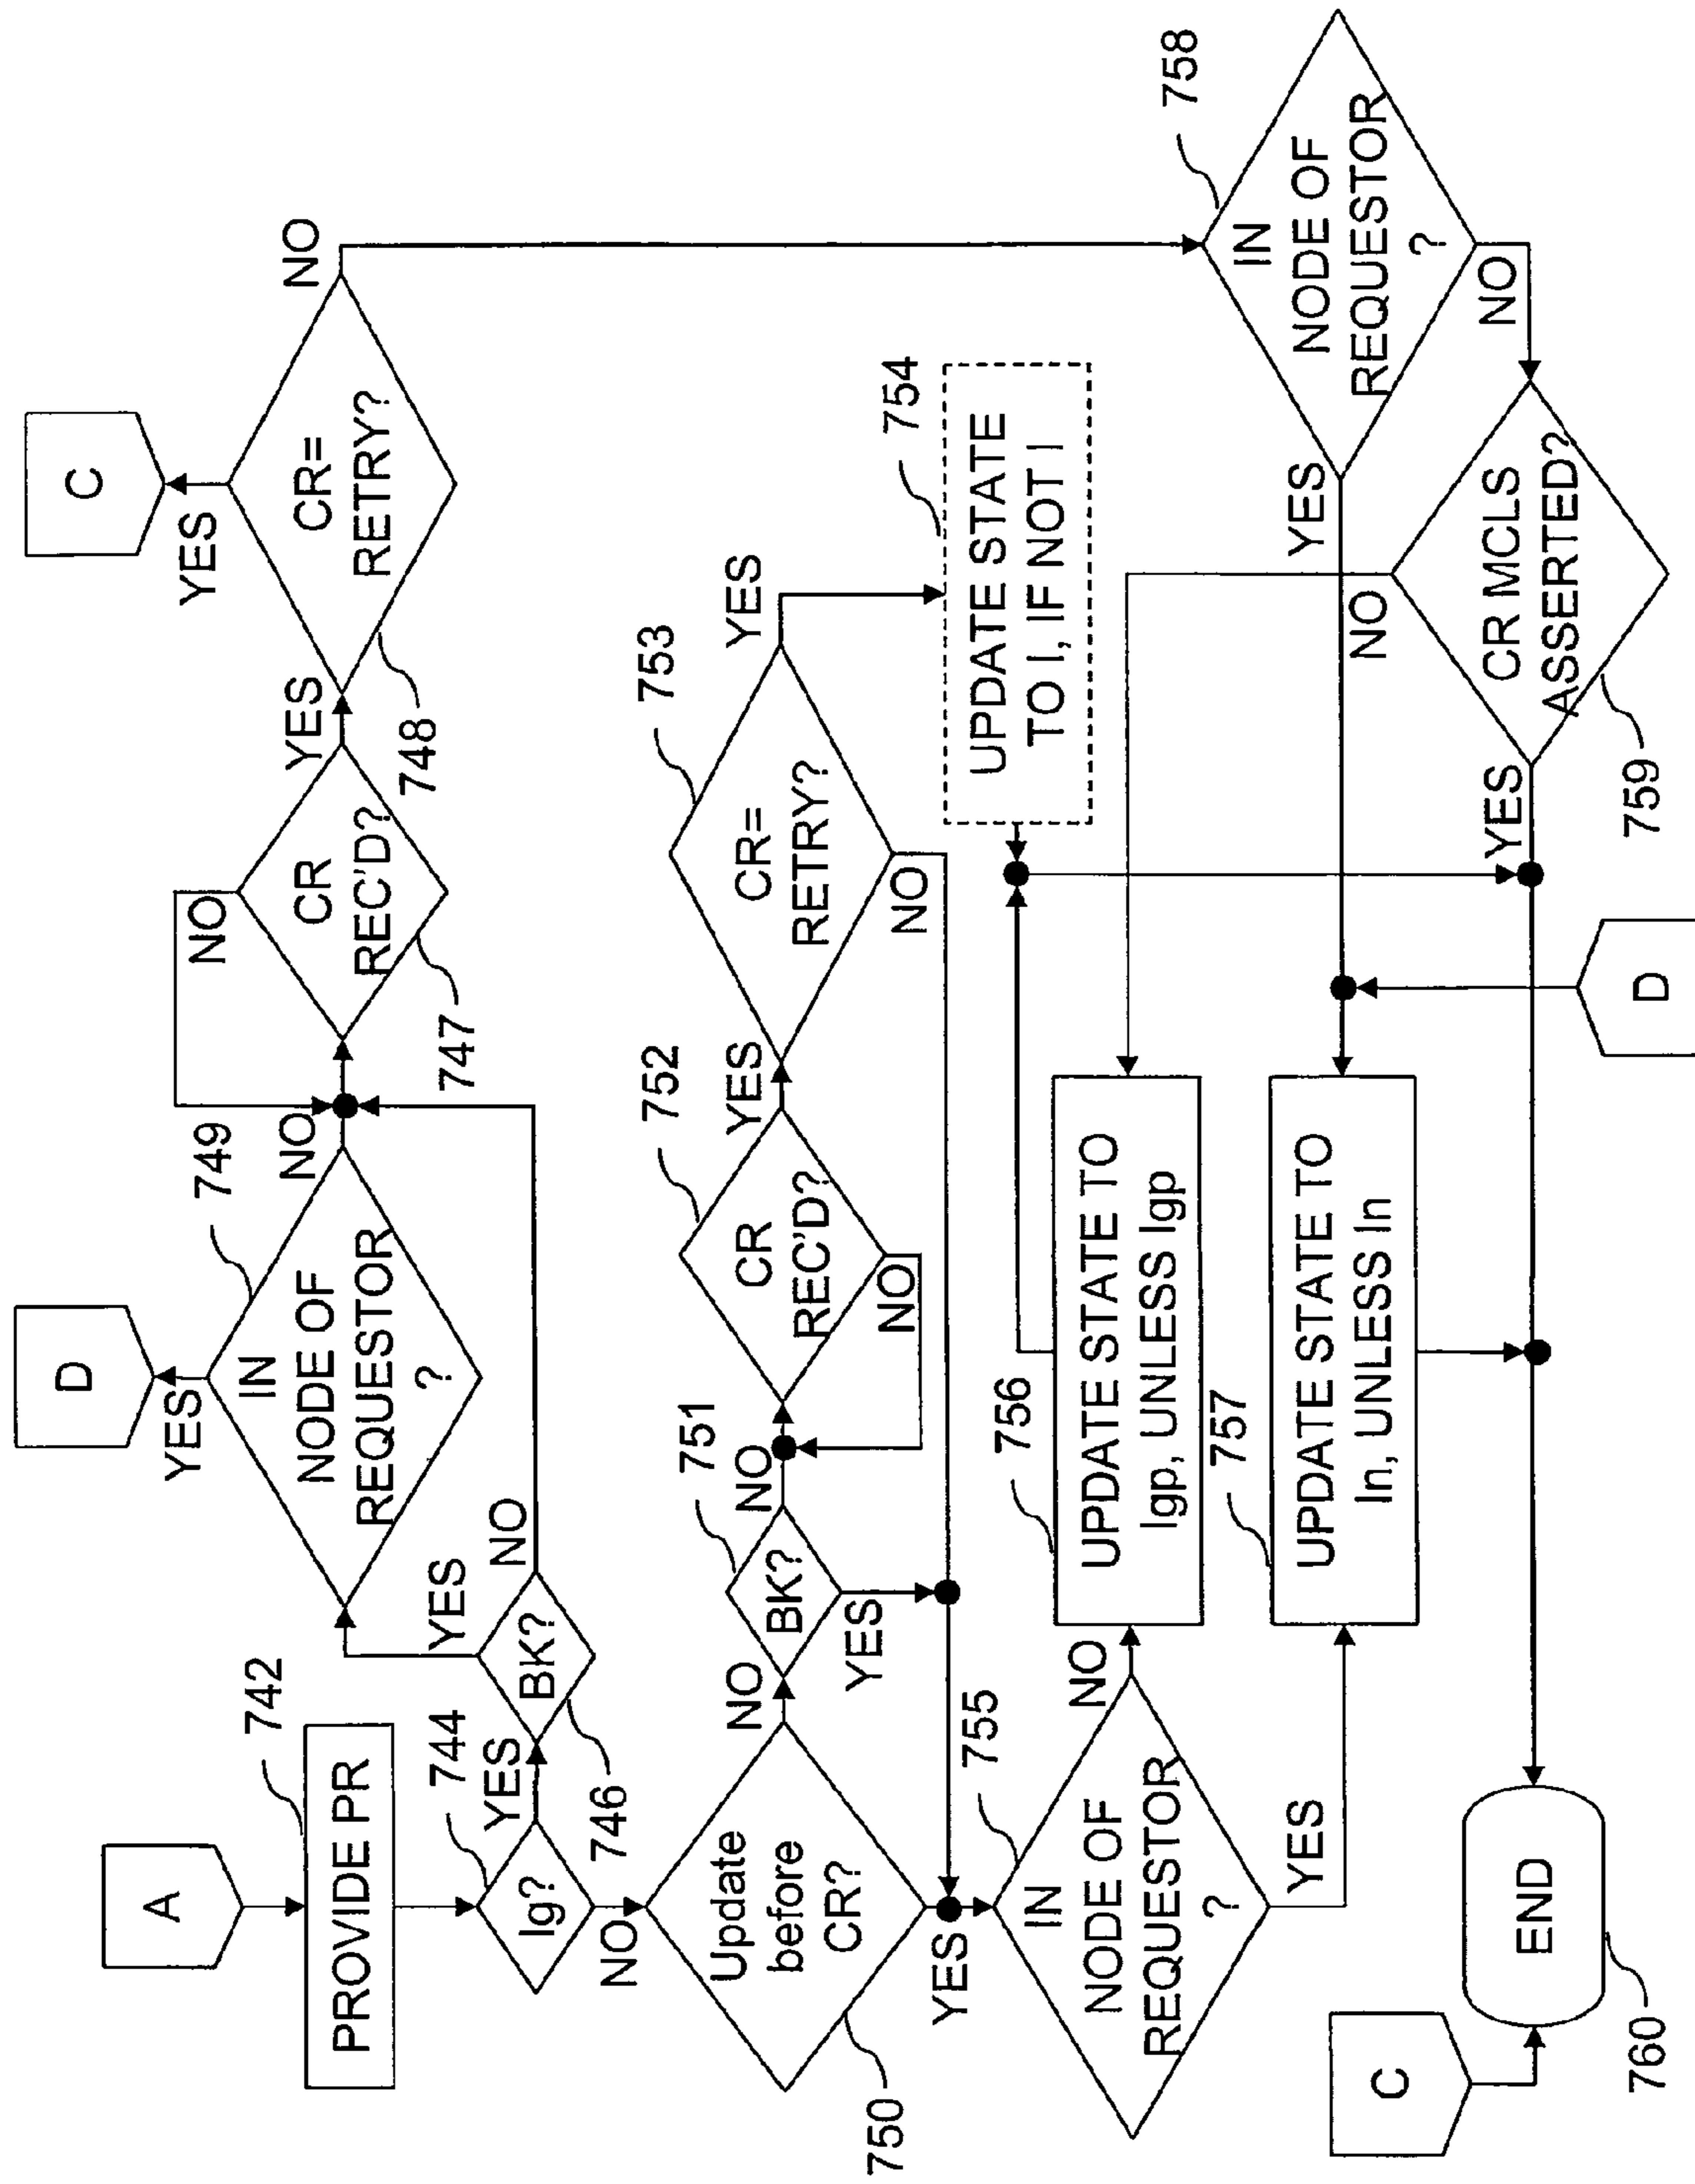 A
742
PROVIDE PR
744
Ig?
YES
NO
746
BK?
YES
NO
D
YES
749
IN
NODE OF
REQUESTOR
?
NO
NO
747
CR
REC'D?
YES
748
C
YES
CR=
RETRY?
NO
750
Update
before
CR?
NO
YES
751
BK?
NO
YES
752
CR
REC'D?
YES
NO
753
CR=
RETRY?
YES
NO
754
UPDATE STATE
TO I, IF NOT I
755
IN
NODE OF
REQUESTOR
?
NO
YES
756
UPDATE STATE TO
Igp, UNLESS Igp
757
UPDATE STATE TO
In, UNLESS In
758
IN
NODE OF
REQUESTOR
?
YES
NO
759
CR MCLS
ASSERTED?
NO
YES
D
C
END
760